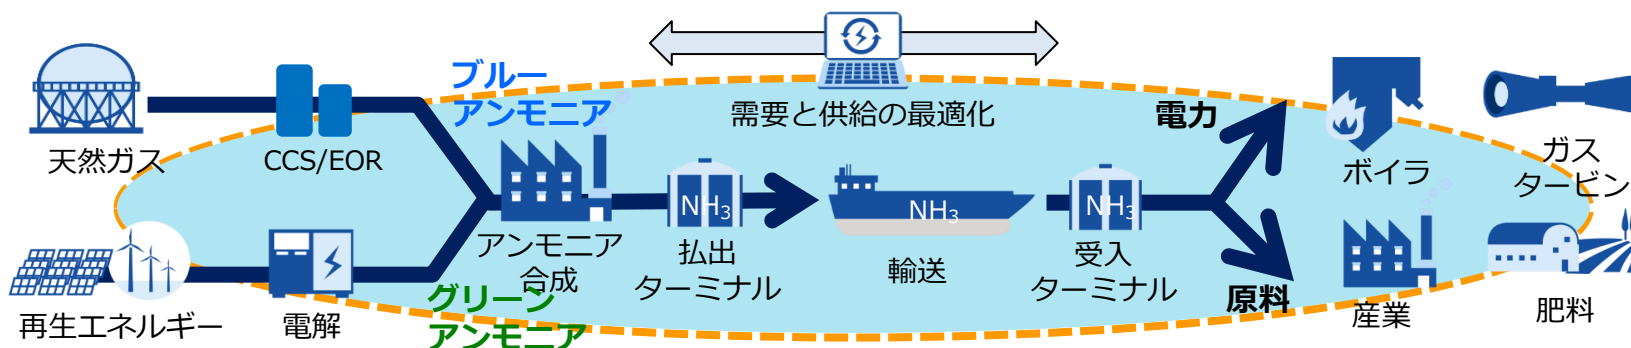 天然ガス
CCS/EOR
ブルー
アンモニア
需要と供給の最適化
電力
ボイラ
ガス
タービン
再生エネルギー
電解
グリーン
アンモニア
アンモニア
合成
NH₃
払出
ターミナル
NH₃
輸送
NH₃
受入
ターミナル
原料
産業
肥料